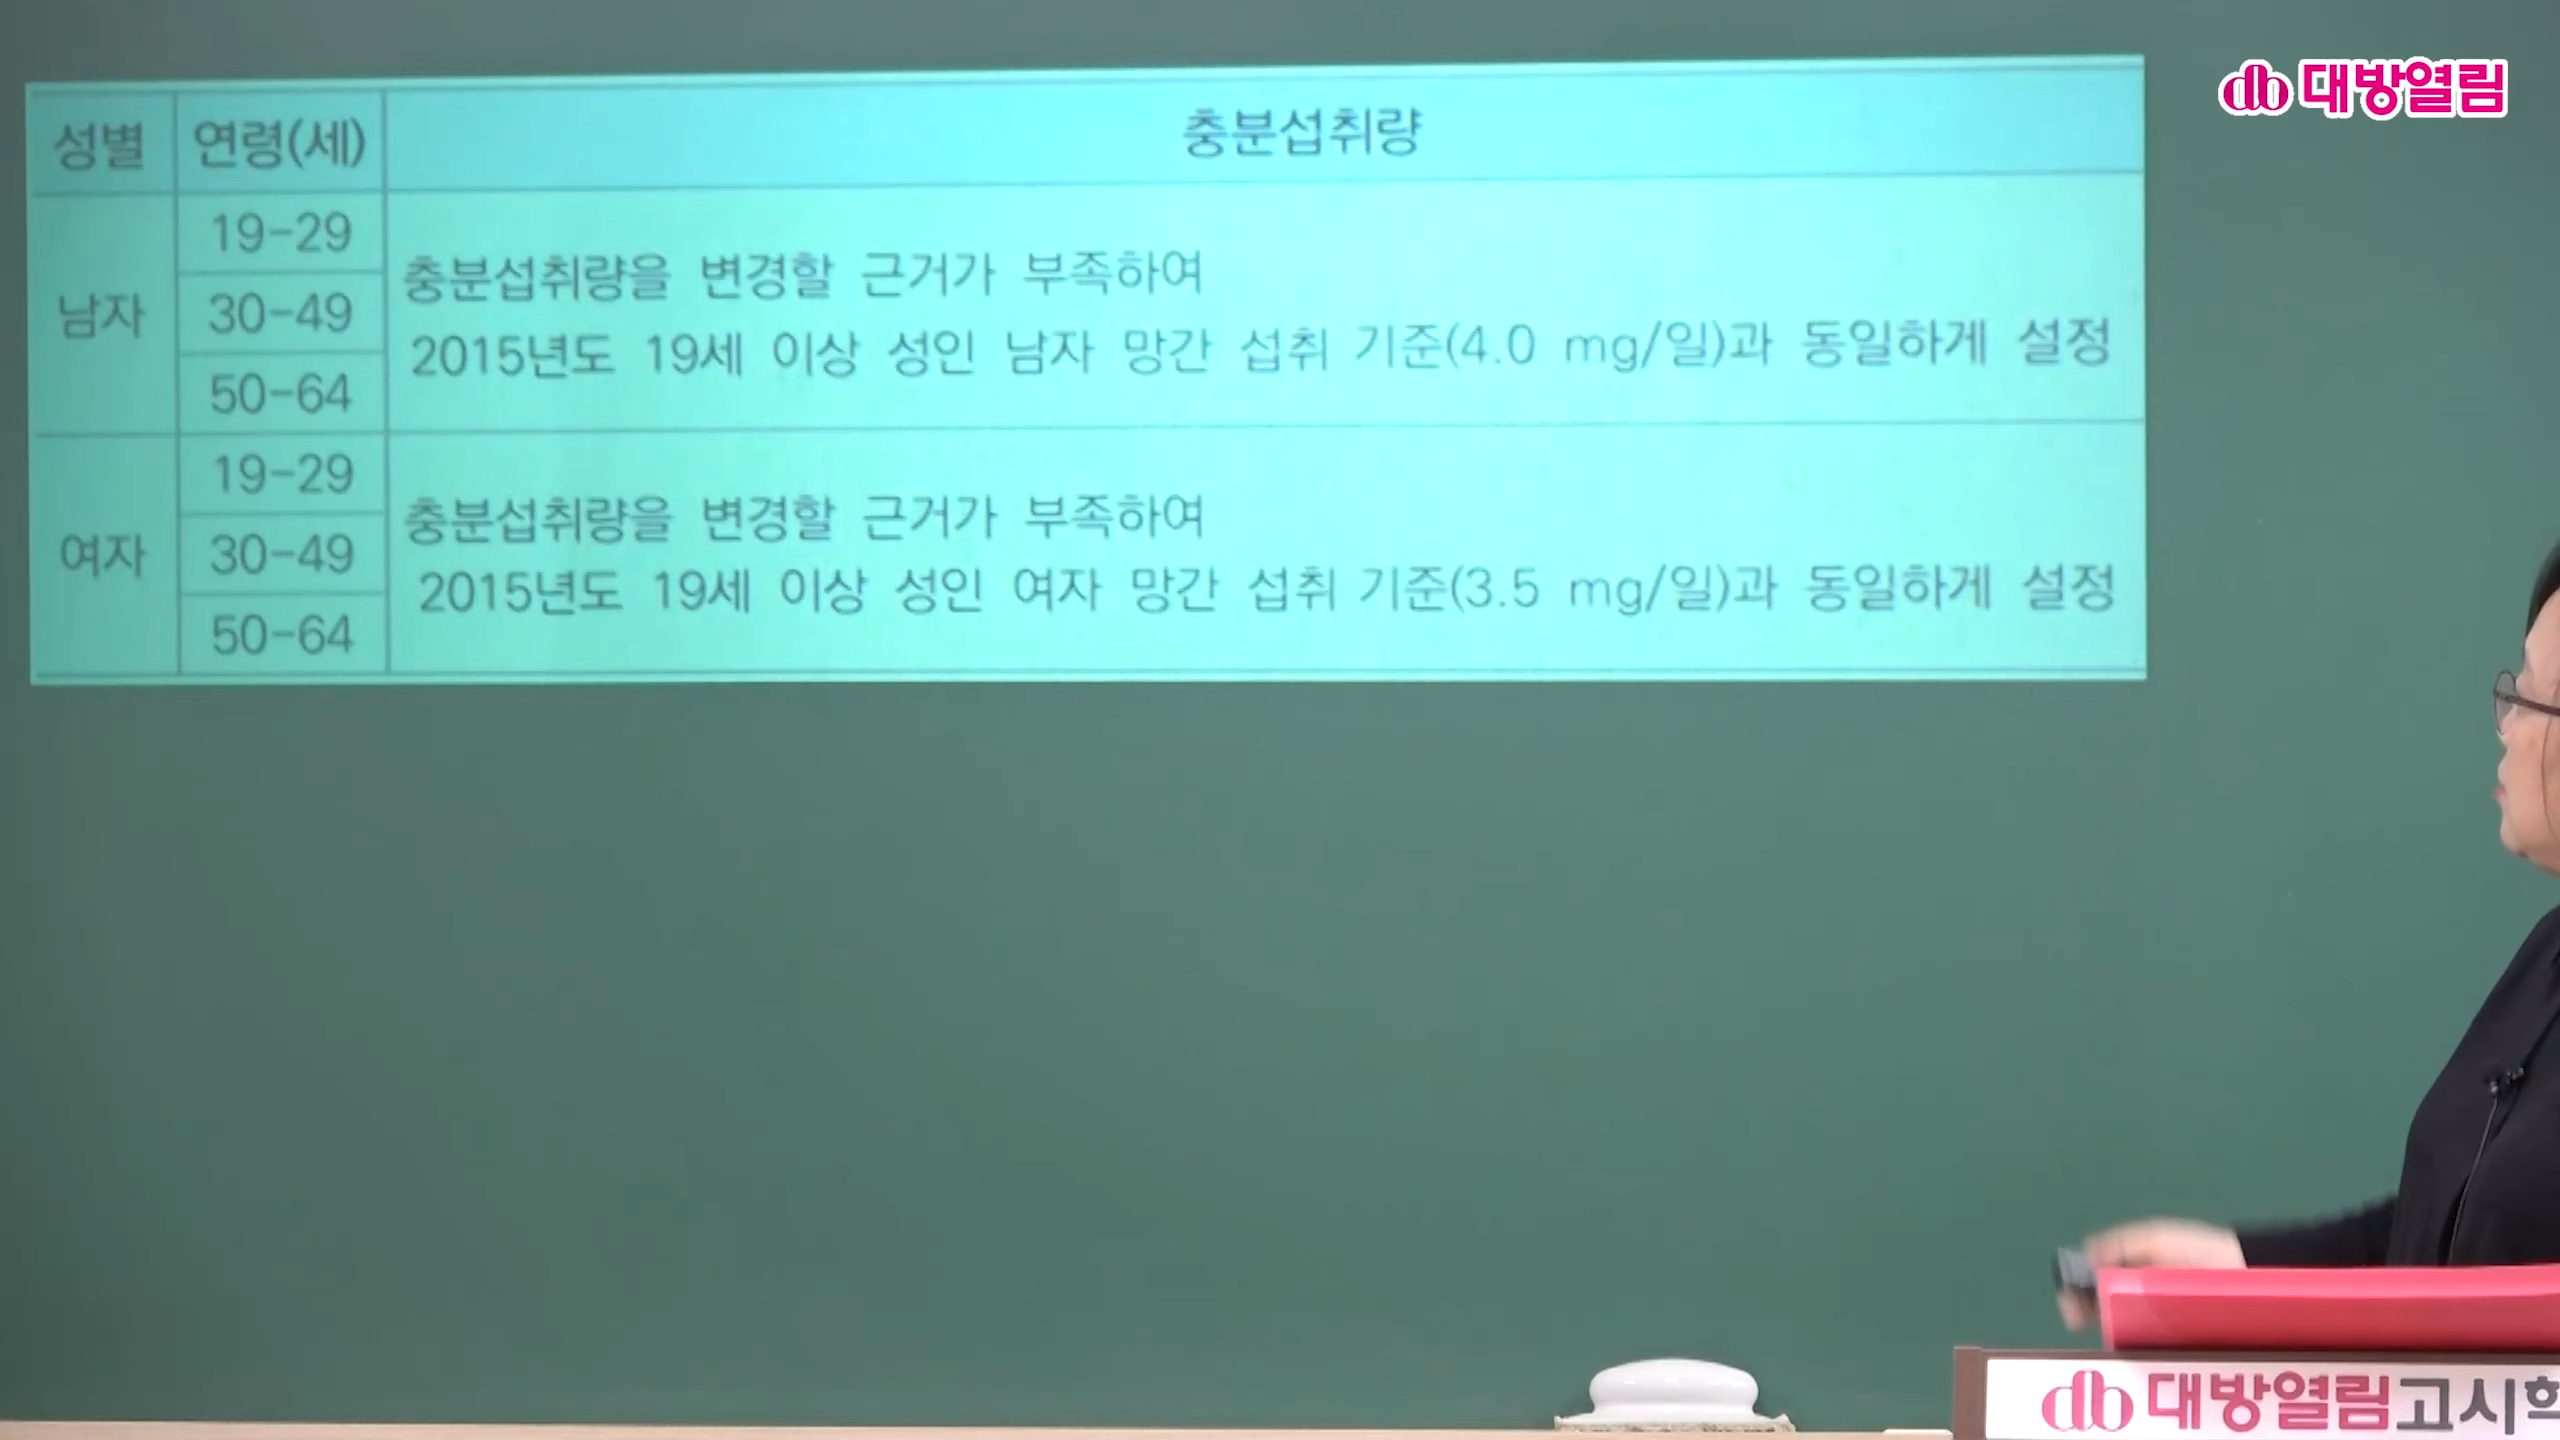 대방열림
성별 연령(세) 충분섭취량
남자
19-29
30-49
50-64
충분섭취량을 변경할 근거가 부족하여
2015년도 19세 이상 성인 남자 망간 섭취 기준(4.0 mg/일)과 동일하게 설정
여자
19-29
30-49
50-64
충분섭취량을 변경할 근거가 부족하여
2015년도 19세 이상 성인 여자 망간 섭취 기준(3.5 mg/일)과 동일하게 설정
대방열림고시